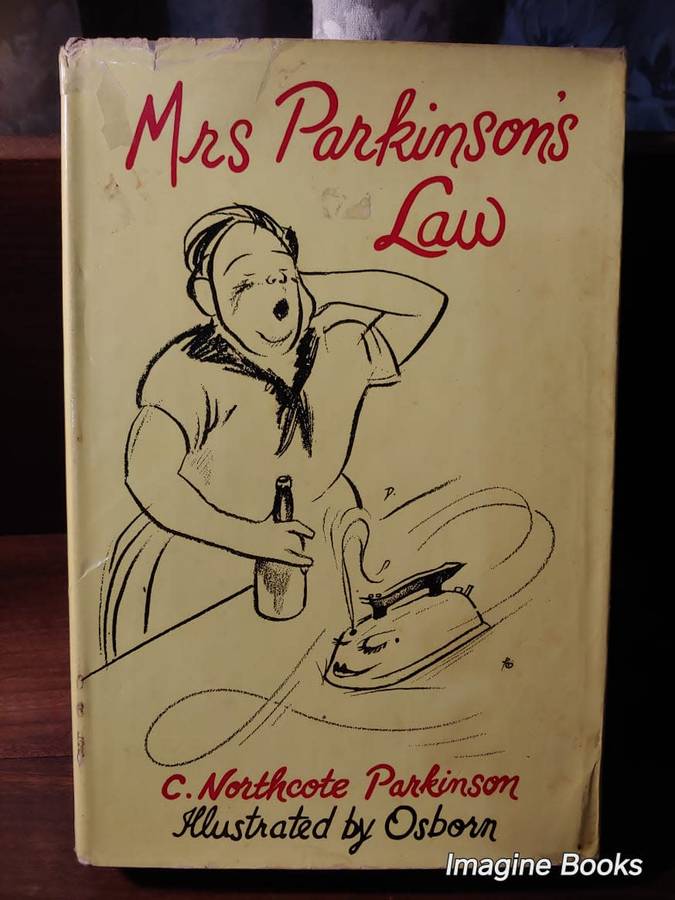 Mrs Parkinson's
Law
C. Northcote Parkinson
Illustrated by Osborn
Imagine Books